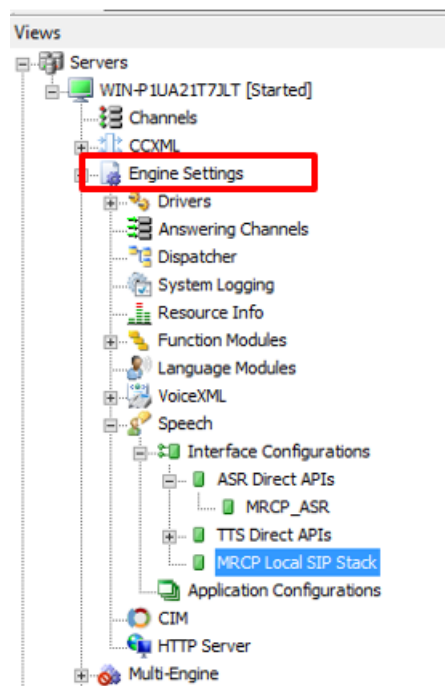 Views
Servers
WIN-P1UA21T7JLT [Started]
Channels
CCXML
Engine Settings
Drivers
Answering Channels
Dispatcher
System Logging
Resource Info
Function Modules
Language Modules
VoiceXML
Speech
Interface Configurations
ASR Direct APIs
MRCP_ASR
TTS Direct APIs
MRCP Local SIP Stack
Application Configurations
CIM
HTTP Server
Multi-Engine